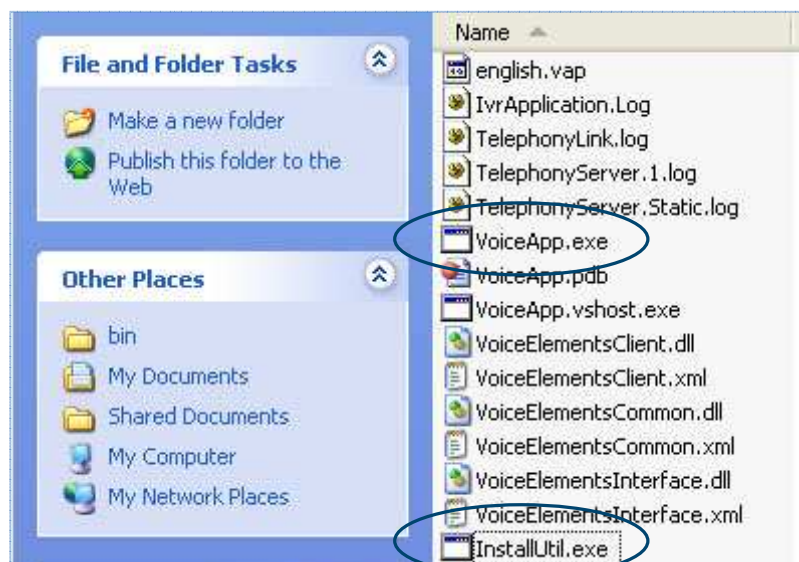 File and Folder Tasks
Make a new folder
Publish this folder to the
Web
Other Places
bin
My Documents
Shared Documents
My Computer
My Network Places
Name
english.vap
IvrApplication.Log
TelephonyLink.log
TelephonyServer.1.log
TelephonyServer.Static.log
VoiceApp.exe
VoiceApp.pdb
VoiceApp.vshost.exe
VoiceElementsClient.dll
VoiceElementsClient.xml
VoiceElementsCommon.dll
VoiceElementsCommon.xml
VoiceElementsInterface.dll
VoiceElementsInterface.xml
InstallUtil.exe